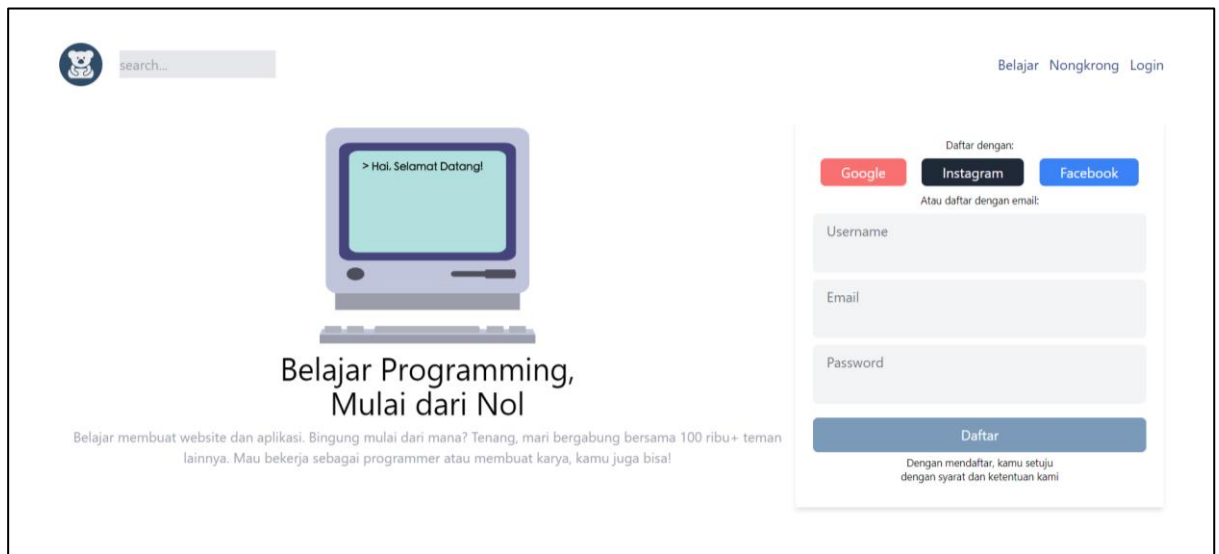 search...
Belajar Nongkrong Login
> Hai, Selamat Datang!
Belajar Programming,
Mulai dari Nol
Belajar membuat website dan aplikasi. Bingung mulai dari mana? Tenang, mari bergabung bersama 100 ribu+ teman
lainnya. Mau bekerja sebagai programmer atau membuat karya, kamu juga bisa!
Daftar dengan:
Google Instagram Facebook
Atau daftar dengan email:
Username
Email
Password
Daftar
Dengan mendaftar, kamu setuju
dengan syarat dan ketentuan kami